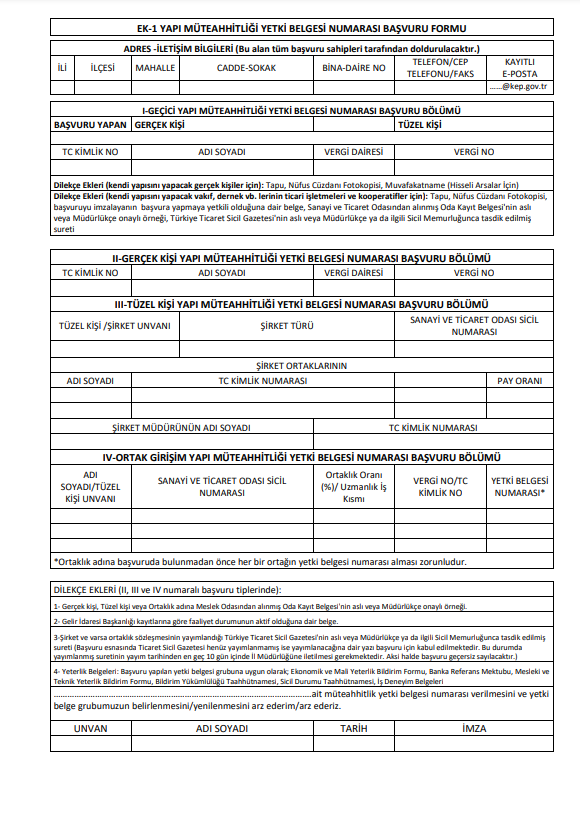 EK-1 YAPI MÜTEAHHİTLİĞİ YETKİ BELGESİ NUMARASI BAŞVURU FORMU
ADRES -İLETİŞİM BİLGİLERİ (Bu alan tüm başvuru sahipleri tarafından doldurulacaktır.)
İLİ İLÇESİ MAHALLE CADDE-SOKAK BİNA-DAİRE NO TELEFON/CEP TELEFONU/FAKS KAYITLI E-POSTA
......@kep.gov.tr
I-GEÇİCİ YAPI MÜTEAHHİTLİĞİ YETKİ BELGESİ NUMARASI BAŞVURU BÖLÜMÜ
BAŞVURU YAPAN GERÇEK KİŞİ TÜZEL KİŞİ
TC KİMLİK NO ADI SOYADI VERGİ DAİRESİ VERGİ NO
Dilekçe Ekleri (kendi yapısını yapacak gerçek kişiler için): Tapu, Nüfus Cüzdanı Fotokopisi, Muvafakatname (Hisseli Arsalar İçin)
Dilekçe Ekleri (kendi yapısını yapacak vakıf, dernek vb. lerinin ticari işletmeleri ve kooperatifler için): Tapu, Nüfus Cüzdanı Fotokopisi,
başvuruyu imzalayanın başvuru yapmaya yetkili olduğuna dair belge, Sanayi ve Ticaret Odasından alınmış Oda Kayıt Belgesi'nin aslı
veya Müdürlükçe onaylı örneği, Türkiye Ticaret Sicil Gazetesi'nin aslı veya Müdürlükçe ya da ilgili Sicil Memurluğunca tasdik edilmiş
sureti
II-GERÇEK KİŞİ YAPI MÜTEAHHİTLİĞİ YETKİ BELGESİ NUMARASI BAŞVURU BÖLÜMÜ
TC KİMLİK NO ADI SOYADI VERGİ DAİRESİ VERGİ NO
III-TÜZEL KİŞİ YAPI MÜTEAHHİTLİĞİ YETKİ BELGESİ NUMARASI BAŞVURU BÖLÜMÜ
TÜZEL KİŞİ /ŞİRKET UNVANI ŞİRKET TÜRÜ SANAYİ VE TİCARET ODASI SİCİL NUMARASI
ŞİRKET ORTAKLARININ
ADI SOYADI TC KİMLİK NUMARASI PAY ORANI
ŞİRKET MÜDÜRÜNÜN ADI SOYADI TC KİMLİK NUMARASI
IV-ORTAK GİRİŞİM YAPI MÜTEAHHİTLİĞİ YETKİ BELGESİ NUMARASI BAŞVURU BÖLÜMÜ
ADI SOYADI/TÜZEL KİŞİ UNVANI SANAYİ VE TİCARET ODASI SİCİL NUMARASI Ortaklık Oranı (%)/ Uzmanlık İş Kısmı VERGİ NO/TC KİMLİK NO YETKİ BELGESİ NUMARASI*
*Ortaklık adına başvuruda bulunmadan önce her bir ortağın yetki belgesi numarası alması zorunludur.
DİLEKÇE EKLERİ (II, III ve IV numaralı başvuru tiplerinde):
1- Gerçek kişi, Tüzel kişi veya Ortaklık adına Meslek Odasından alınmış Oda Kayıt Belgesi'nin aslı veya Müdürlükçe onaylı örneği.
2- Gelir İdaresi Başkanlığı kayıtlarına göre faaliyet durumunun aktif olduğuna dair belge.
3-Şirket ve varsa ortaklık sözleşmesinin yayımlandığı Türkiye Ticaret Sicil Gazetesi'nin aslı veya Müdürlükçe ya da ilgili Sicil Memurluğunca tasdik edilmiş
sureti (Başvuru esnasında Ticaret Sicil Gazetesi henüz yayımlanmamış ise yayımlanacağına dair yazı başvuru için kabul edilmektedir. Bu durumda
yayımlanmış suretinin yayım tarihinden en geç 10 gün içinde İl Müdürlüğüne iletilmesi gerekmektedir. Aksi halde başvuru geçersiz sayılacaktır.)
4- Yeterlik Belgeleri: Başvuru yapılan yetki belgesi grubuna uygun olarak; Ekonomik ve Mali Yeterlik Bildirim Formu, Banka Referans Mektubu, Mesleki ve
Teknik Yeterlik Bildirim Formu, Bildirim Yükümlülüğü Taahhütnamesi, Sicil Durumu Taahhütnamesi, İş Deneyim Belgeleri
................................................................................ait müteahhitlik yetki belgesi numarası verilmesini ve yetki
belge grubumuzun belirlenmesini/yenilenmesini arz ederim/arz ederiz.
UNVAN ADI SOYADI TARİH İMZA